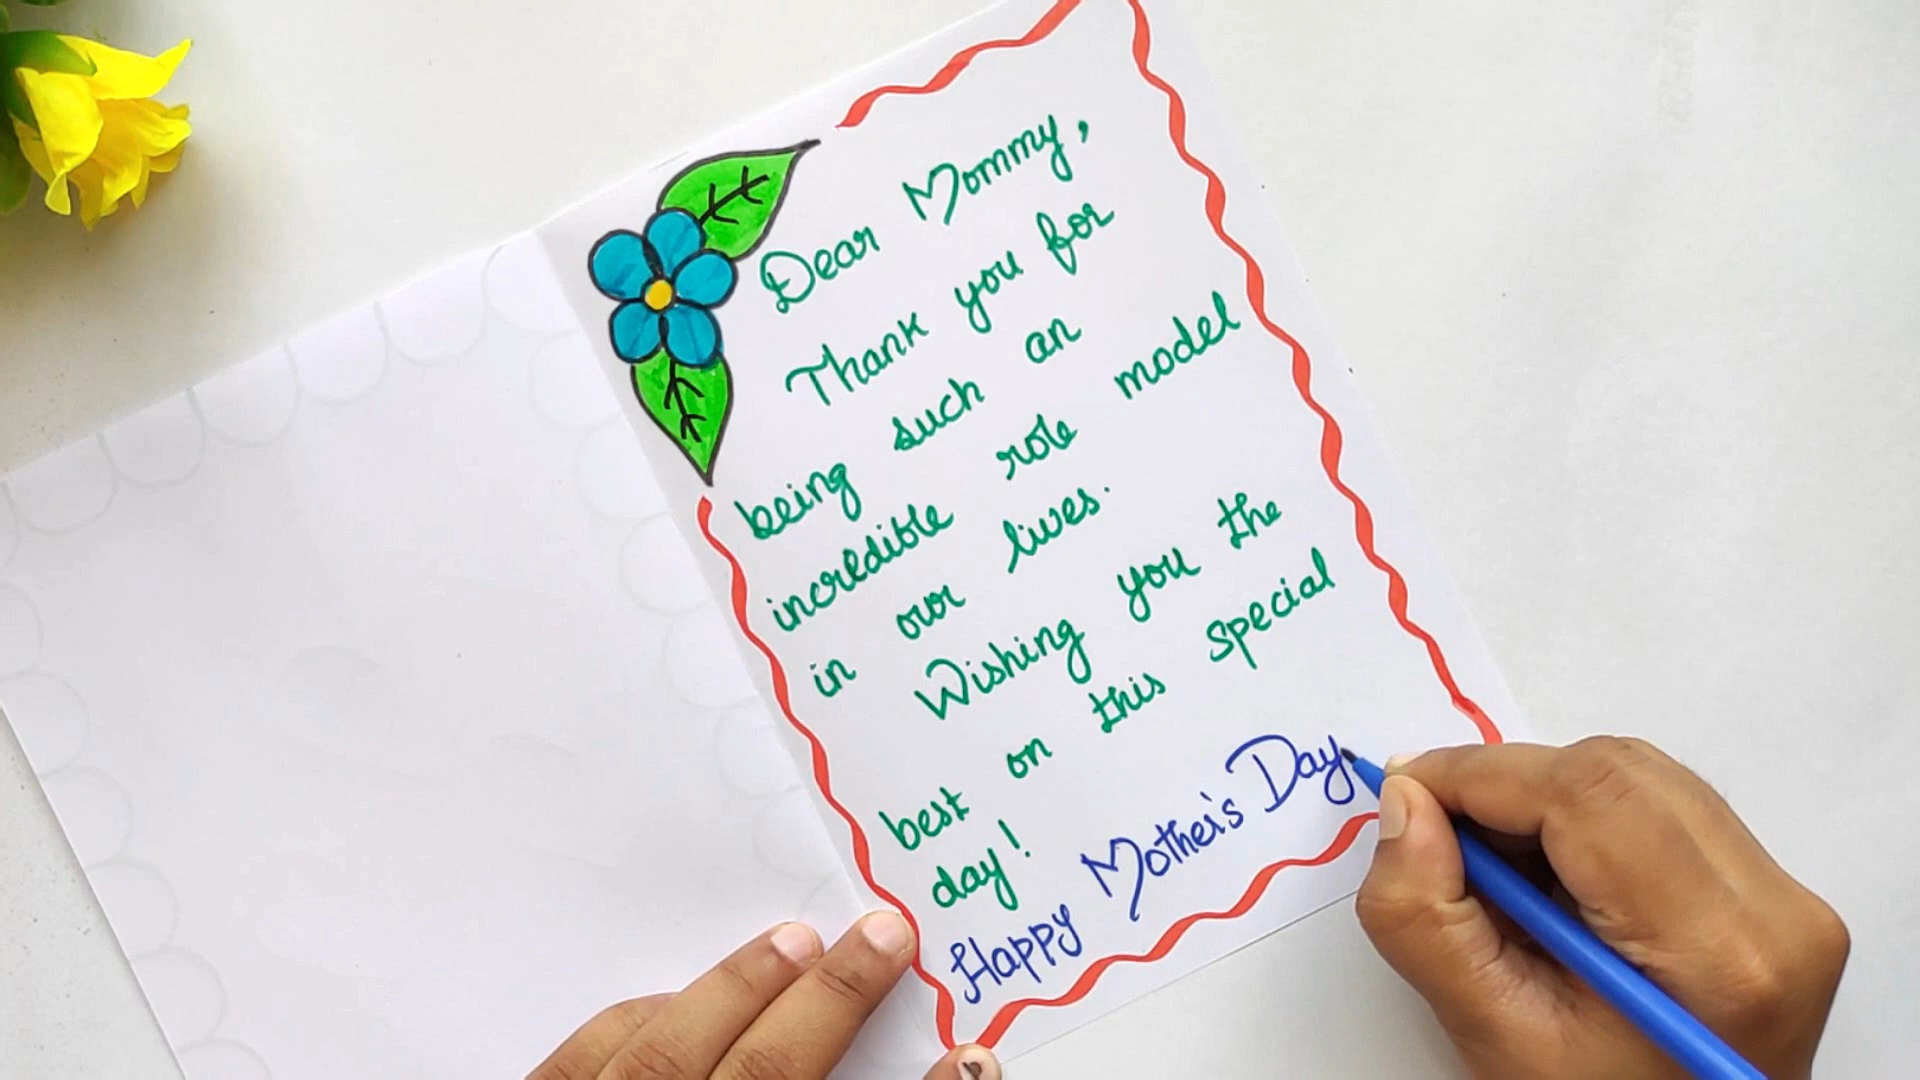 Dear Mommy,
Thank you for
being such an
incredible role model
in our lives.
Wishing you the
best on this special
day!
Happy Mother's Day